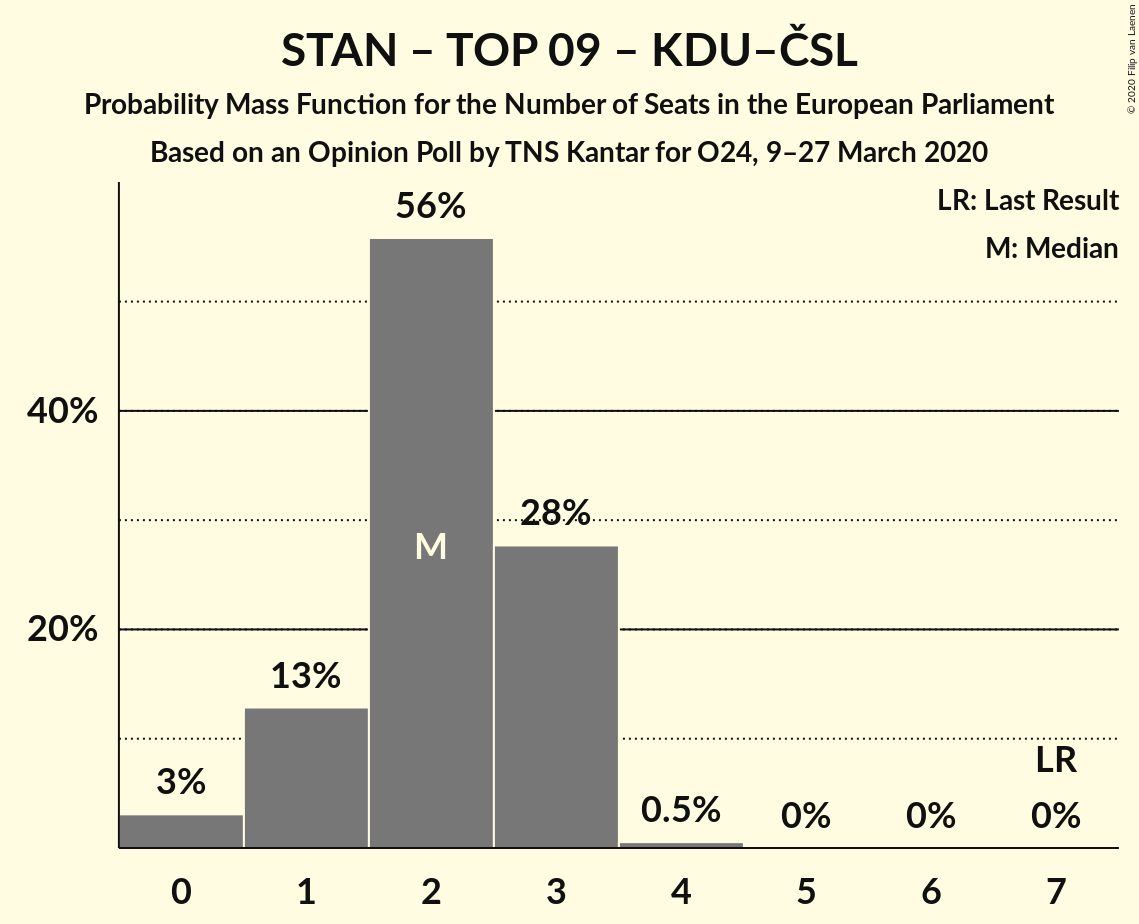 STAN – TOP 09 – KDU–ČSL
Probability Mass Function for the Number of Seats in the European Parliament
Based on an Opinion Poll by TNS Kantar for O24, 9–27 March 2020
© 2020 Filip van Laenen
LR: Last Result
M: Median
56%
40%
28%
M
20%
13%
LR
3%
0.5%
0%
0%
0%
0 1 2 3 4 5 6 7